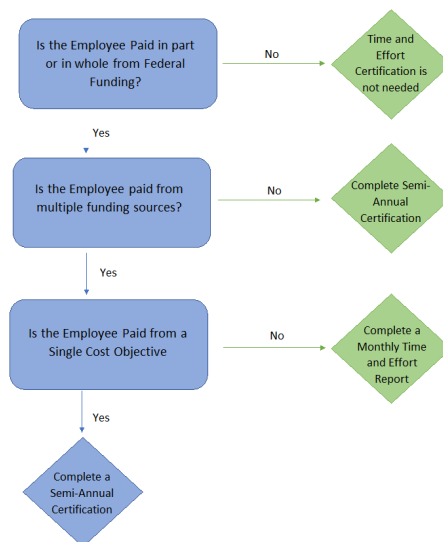 Is the Employee Paid in part
or in whole from Federal
Funding?
No
Time and
Effort
Certification is
not needed
Yes
Is the Employee paid from
multiple funding sources?
No
Complete Semi-
Annual
Certification
Yes
Is the Employee Paid from a
Single Cost Objective
No
Complete a
Monthly Time
and Effort
Report
Yes
Complete a
Semi-Annual
Certification